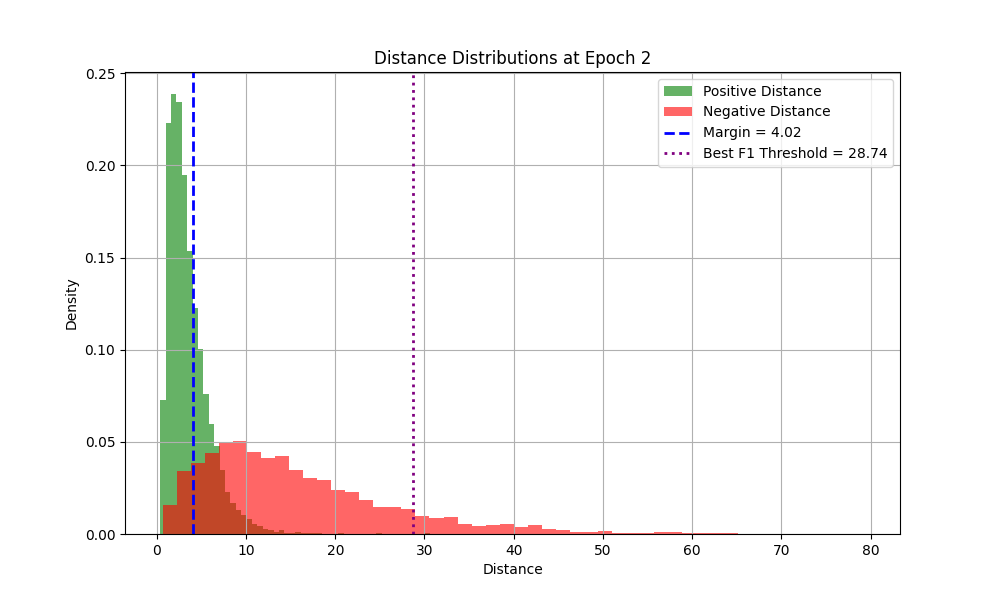 Distance Distributions at Epoch 2
Positive Distance
Negative Distance
Margin = 4.02
Best F1 Threshold = 28.74
0.25
0.20
0.15
0.10
0.05
0.00
Density
0 10 20 30 40 50 60 70 80
Distance